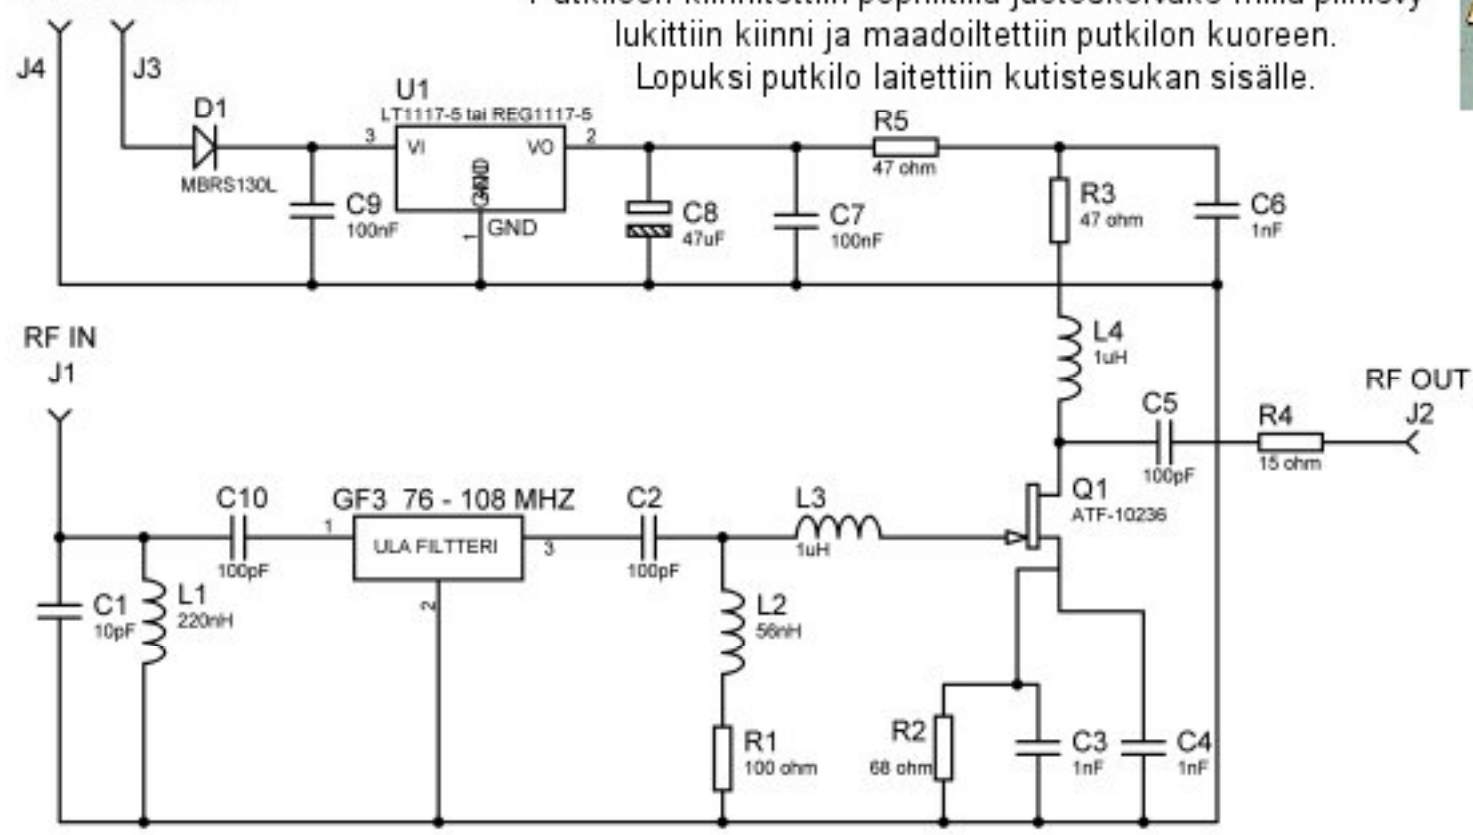 lukittiin kiinni ja maadoiltettiin putkilon kuoreen.
Lopuksi putkilo laitettiin kutistesukan sisälle.
J4
J3
D1
MBRS130L
U1
LT1117-5 tai REG1117-5
3
VI
VO
2
1
GND
C9
100nF
C8
47uF
C7
100nF
R5
47 ohm
R3
47 ohm
C6
1nF
L4
1uH
RF IN
J1
RF OUT
J2
C5
100pF
R4
15 ohm
C10
100pF
GF3 76 - 108 MHZ
1
ULA FILTTERI
3
2
C2
100pF
L3
1uH
Q1
ATF-10236
C1
10pF
L1
220nH
L2
56nH
R1
100 ohm
R2
68 ohm
C3
1nF
C4
1nF